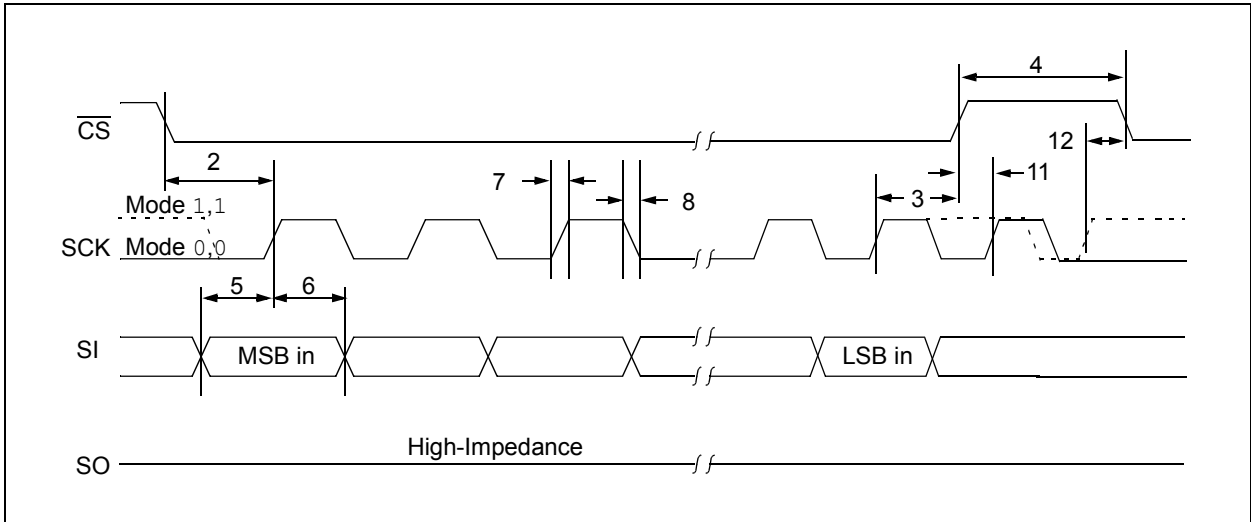 4
CS
12
2
7
8
3
11
Mode 1,1
SCK Mode 0,0
5
6
SI
MSB in
LSB in
High-Impedance
SO